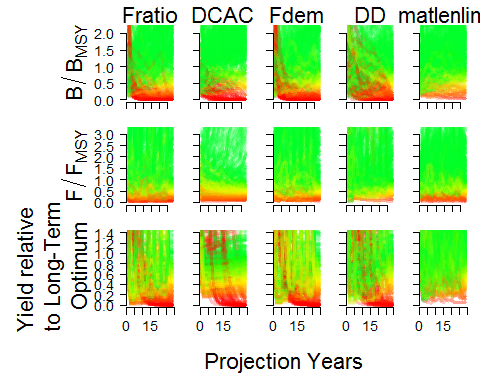 Fratio DCAC Fdem DD matlenlin
B / BMSY
2.0
1.5
1.0
0.5
0.0
F / FMSY
3.0
2.5
2.0
1.5
1.0
0.5
0.0
Yield relative
to Long-Term
Optimum
1.4
1.2
1.0
0.8
0.6
0.4
0.2
0.0
0 15 0 15 0 15 0 15 0 15
Projection Years